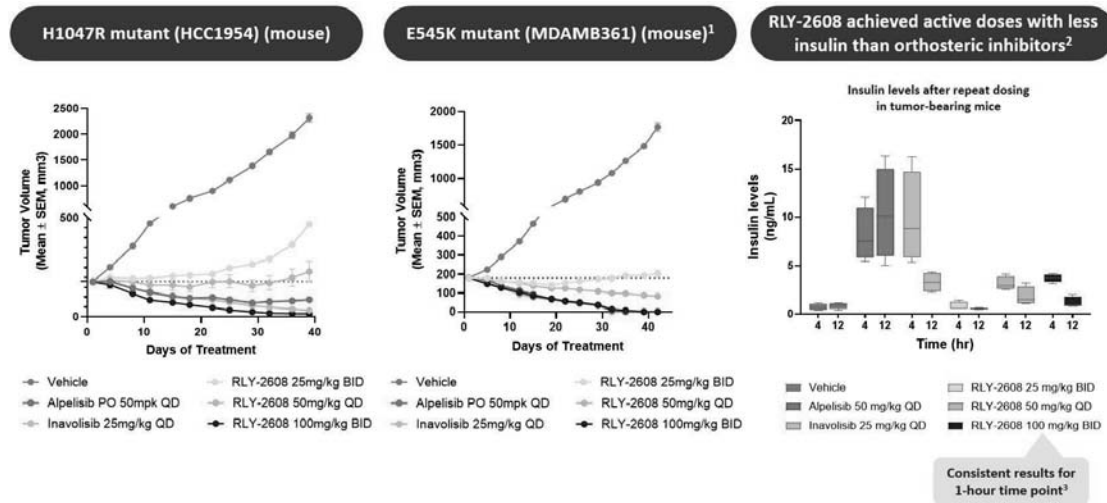 H1047R mutant (HCC1954) (mouse)
E545K mutant (MDAMB361) (mouse)1
RLY-2608 achieved active doses with less
insulin than orthosteric inhibitors2
Tumor Volume
(Mean ± SEM, mm3)
2500
2000
1500
1000
500
0
0
10
20
30
40
Days of Treatment
Vehicle
Alpelisib PO 50mpk QD
Inavolisib 25mg/kg QD
RLY-2608 25mg/kg BID
RLY-2608 50mg/kg QD
RLY-2608 100mg/kg BID
Tumor Volume
(Mean ± SEM, mm3)
2000
1500
1000
500
400
300
200
100
0
0
10
20
30
40
Days of Treatment
Vehicle
Alpelisib PO 50mpk QD
Inavolisib 25mg/kg QD
RLY-2608 25mg/kg BID
RLY-2608 50mg/kg QD
RLY-2608 100mg/kg BID
Insulin levels after repeat dosing
in tumor-bearing mice
Insulin levels
(ng/mL)
20
15
10
5
0
4 12 4 12 4 12 4 12 4 12 4 12
Time (hr)
Vehicle
Alpelisib 50 mg/kg QD
Inavolisib 25 mg/kg QD
RLY-2608 25 mg/kg BID
RLY-2608 50 mg/kg QD
RLY-2608 100 mg/kg BID
Consistent results for
1-hour time point3